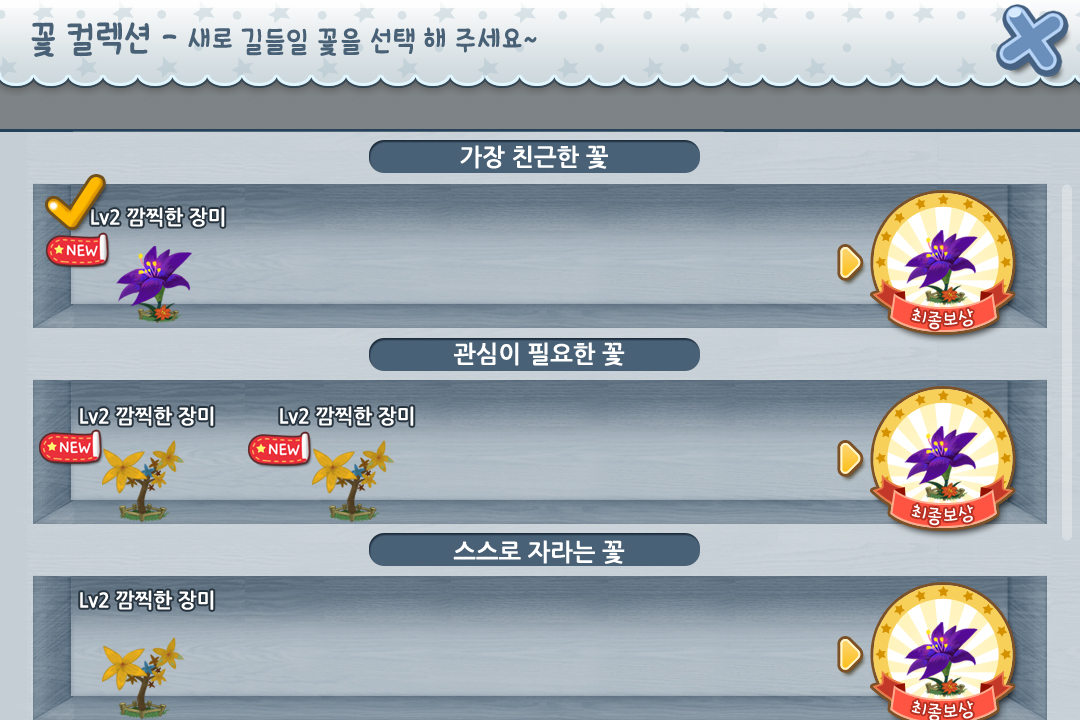 꽃 컬렉션 - 새로 길들일 꽃을 선택 해 주세요~
가장 친근한 꽃
Lv2 깜찍한 장미
NEW
최종보상
관심이 필요한 꽃
Lv2 깜찍한 장미 Lv2 깜찍한 장미
NEW NEW
최종보상
스스로 자라는 꽃
Lv2 깜찍한 장미
최종보상